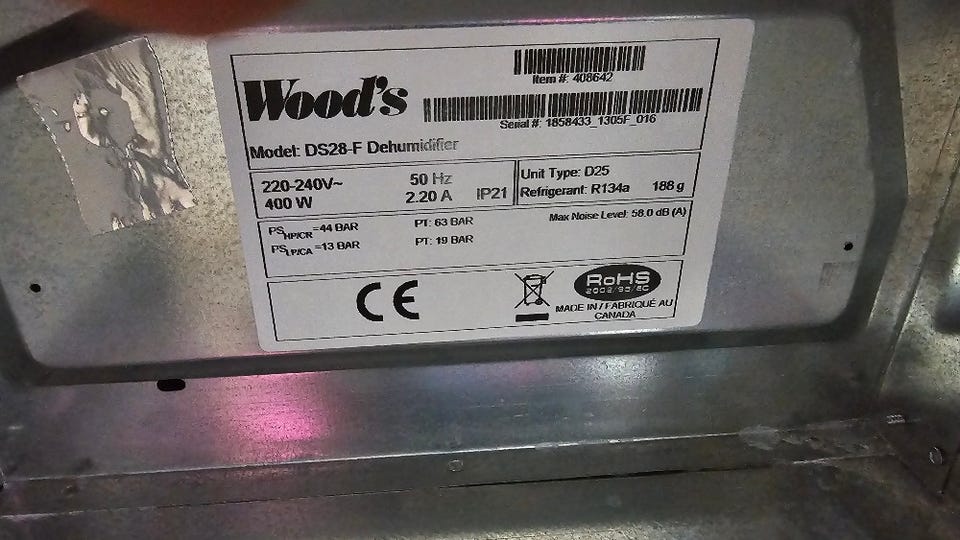 Item #: 408642
Wood's
Serial #: 1858433_1305F_016
Model: DS28-F Dehumidifier
220-240V~ 50 Hz
400 W 2.20 A IP21
Unit Type: D25
Refrigerant: R134a 188 g
PS HP/CR =44 BAR PT: 63 BAR
PS LP/CA =13 BAR PT: 19 BAR
Max Noise Level: 58.0 dB (A)
CE
RoHS
2002/95/EC
MADE IN / FABRIQUÉ AU
CANADA